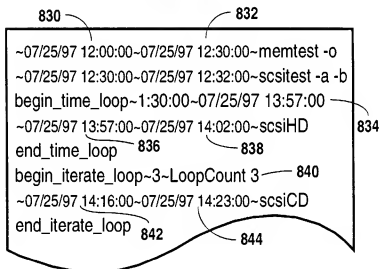 830 832
~07/25/97 12:00:00~07/25/97 12:30:00~memtest -o
~07/25/97 12:30:00~07/25/97 12:32:00~scsitest -a -b
begin_time_loop~1:30:00~07/25/97 13:57:00 834
~07/25/97 13:57:00~07/25/97 14:02:00~scsiHD
end_time_loop 836 838
begin_iterate_loop~3~LoopCount 3 840
~07/25/97 14:16:00~07/25/97 14:23:00~scsiCD
end_iterate_loop 842 844